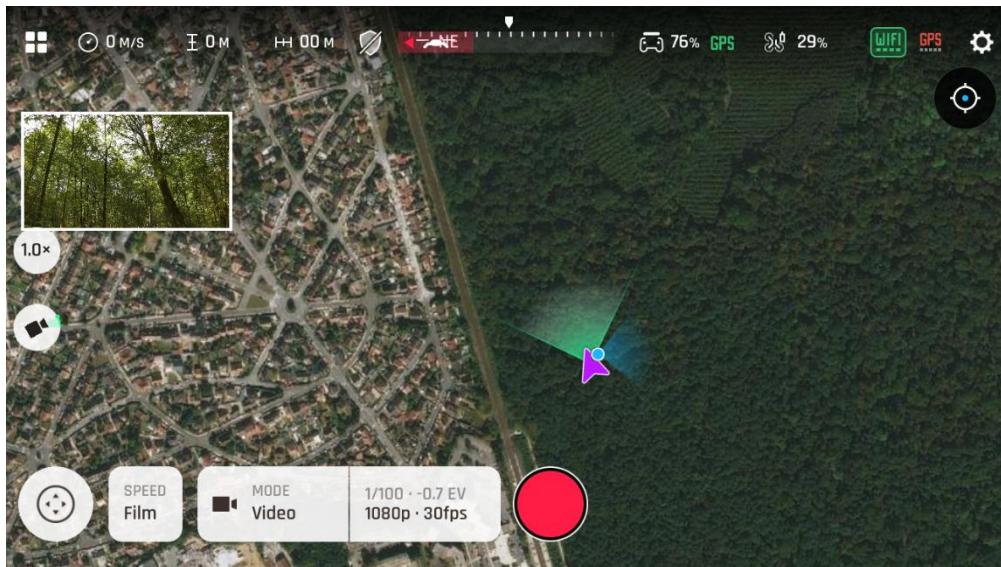 0 M/S
0 M
00 M
NE
76% GPS
29%
WIFI
GPS
1.0×
SPEED
Film
MODE
Video
1/100 · -0.7 EV
1080p · 30fps